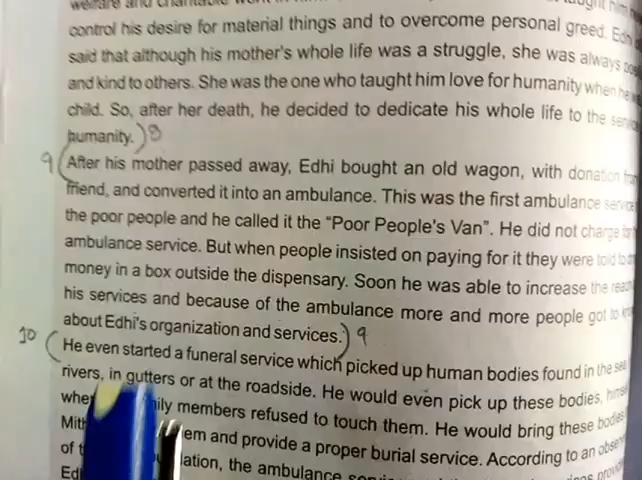 welfare and charitable work in
control his desire for material things and to overcome personal greed. Edhi
said that although his mother's whole life was a struggle, she was always
and kind to others. She was the one who taught him love for humanity when he
child. So, after her death, he decided to dedicate his whole life to the
humanity.) 8
9 (After his mother passed away, Edhi bought an old wagon, with donation
friend, and converted it into an ambulance. This was the first ambulance service
the poor people and he called it the “Poor People's Van”. He did not charge
ambulance service. But when people insisted on paying for it they were told to
money in a box outside the dispensary. Soon he was able to increase the
his services and because of the ambulance more and more people got to
about Edhi's organization and services.) 9
10 (He even started a funeral service which picked up human bodies found in the
rivers, in gutters or at the roadside. He would even pick up these bodies,
members refused to touch them. He would bring these bodies
and provide a proper burial service. According to an
the ambulance